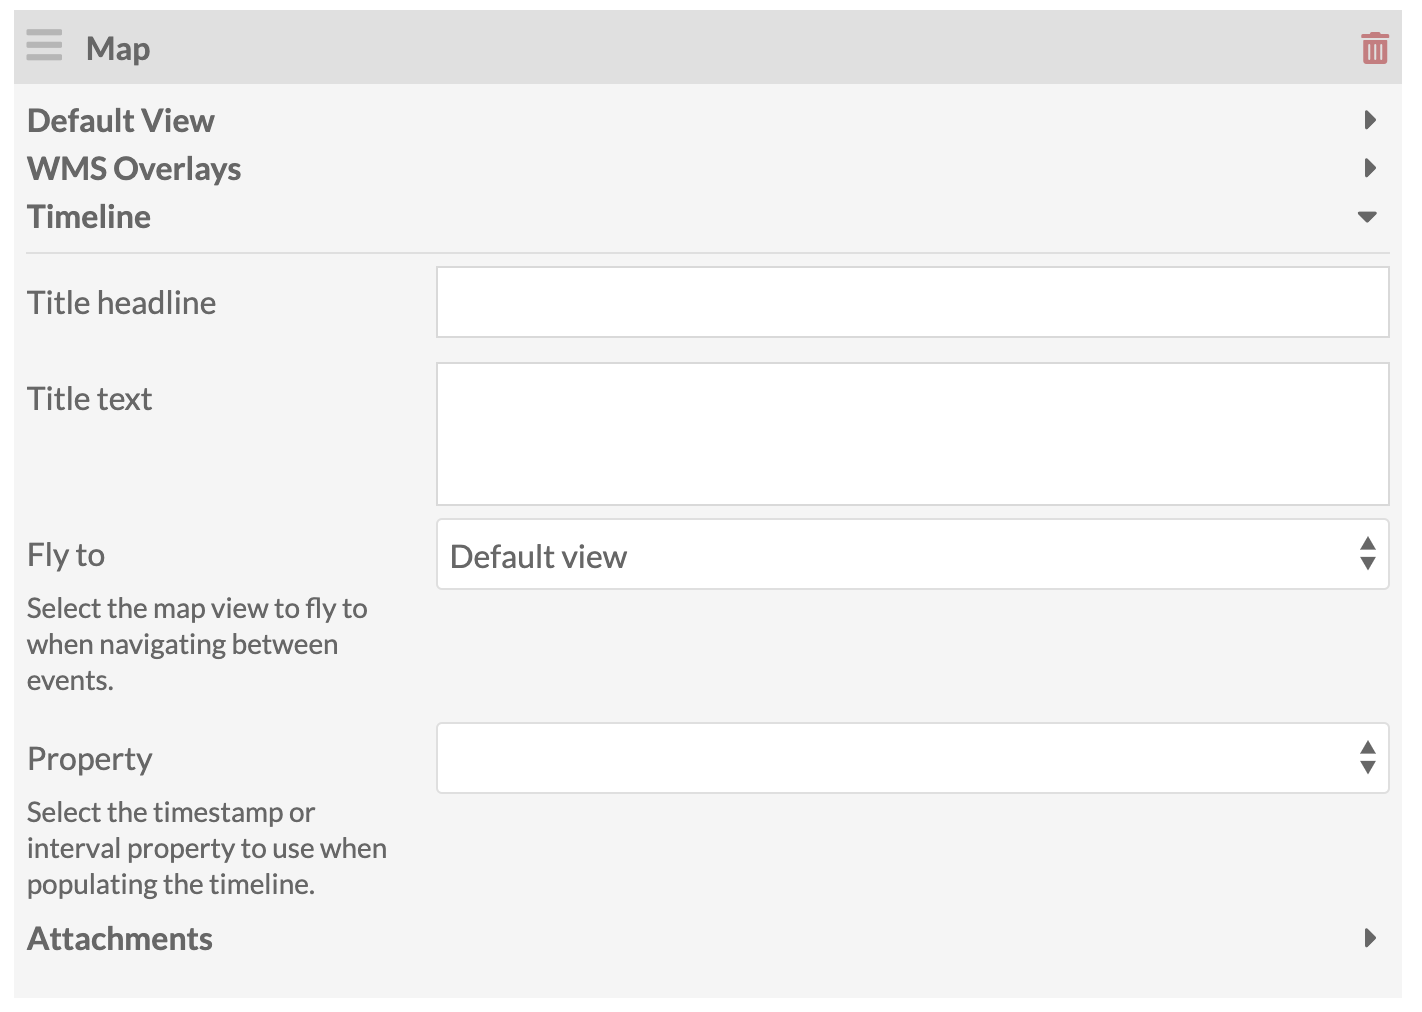 Map
Default View
WMS Overlays
Timeline
Title headline
Title text
Fly to
Default view
Select the map view to fly to
when navigating between
events.
Property
Select the timestamp or
interval property to use when
populating the timeline.
Attachments